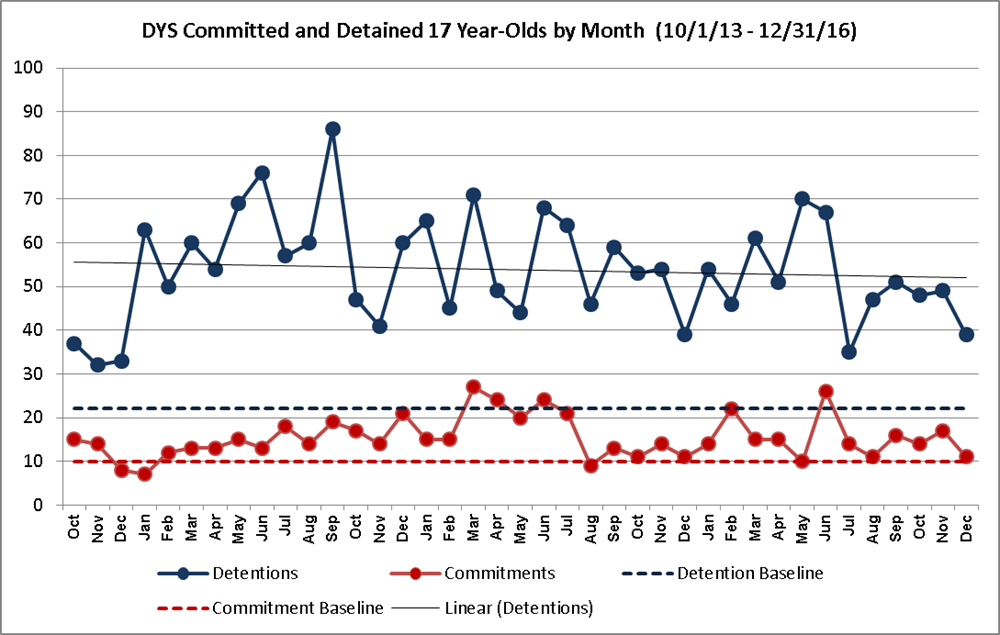 DYS Committed and Detained 17 Year-Olds by Month  (10/1/13 - 12/31/16)
100
90
80
70
60
50
40
30
20
10
0
Oct Nov Dec Jan Feb Mar Apr May Jun Jul Aug Sep Oct Nov Dec Jan Feb Mar Apr May Jun Jul Aug Sep Oct Nov Dec Jan Feb Mar Apr May Jun Jul Aug Sep Oct Nov Dec
Detentions Commitments Detention Baseline
Commitment Baseline Linear (Detentions)